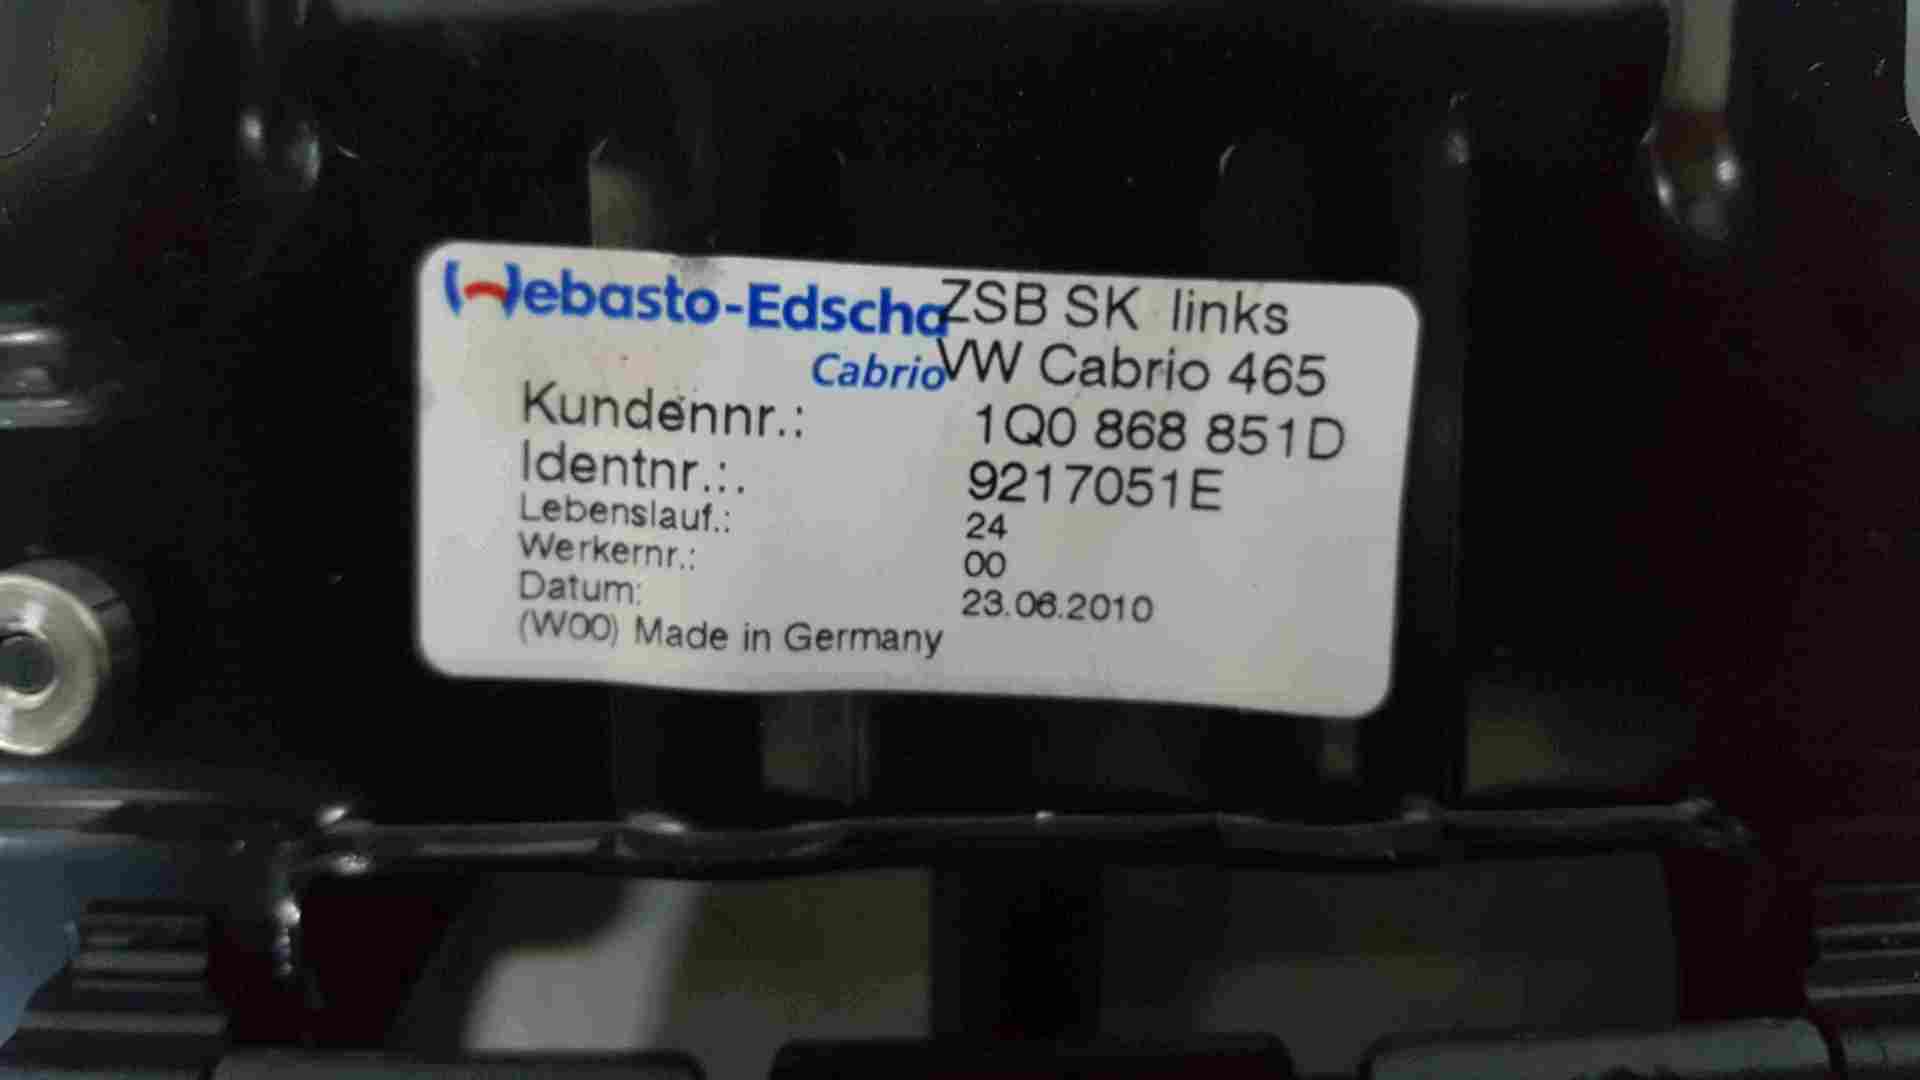 Webasto-Edscha ZSB SK links
Cabrio VW Cabrio 465
Kundennr.: 1Q0 868 851D
Identnr.:. 9217051E
Lebenslauf.: 24
Werkernr.: 00
Datum: 23.06.2010
(W00) Made in Germany